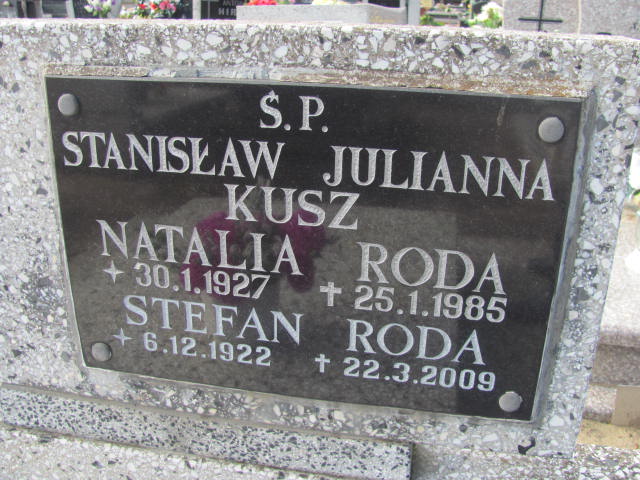 Ś.P.
STANISŁAW JULIANNA
KUSZ
NATALIA RODA
30.1.1927 25.1.1985
STEFAN RODA
6.12.1922 22.3.2009